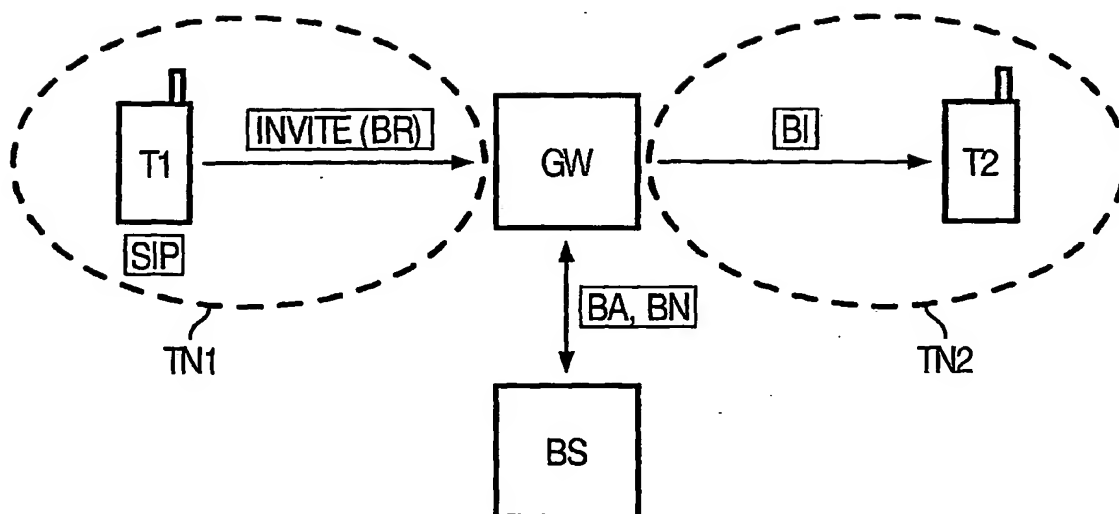 INVITE (BR)
BI
T1
GW
T2
SIP
BA, BN
TN1
TN2
BS